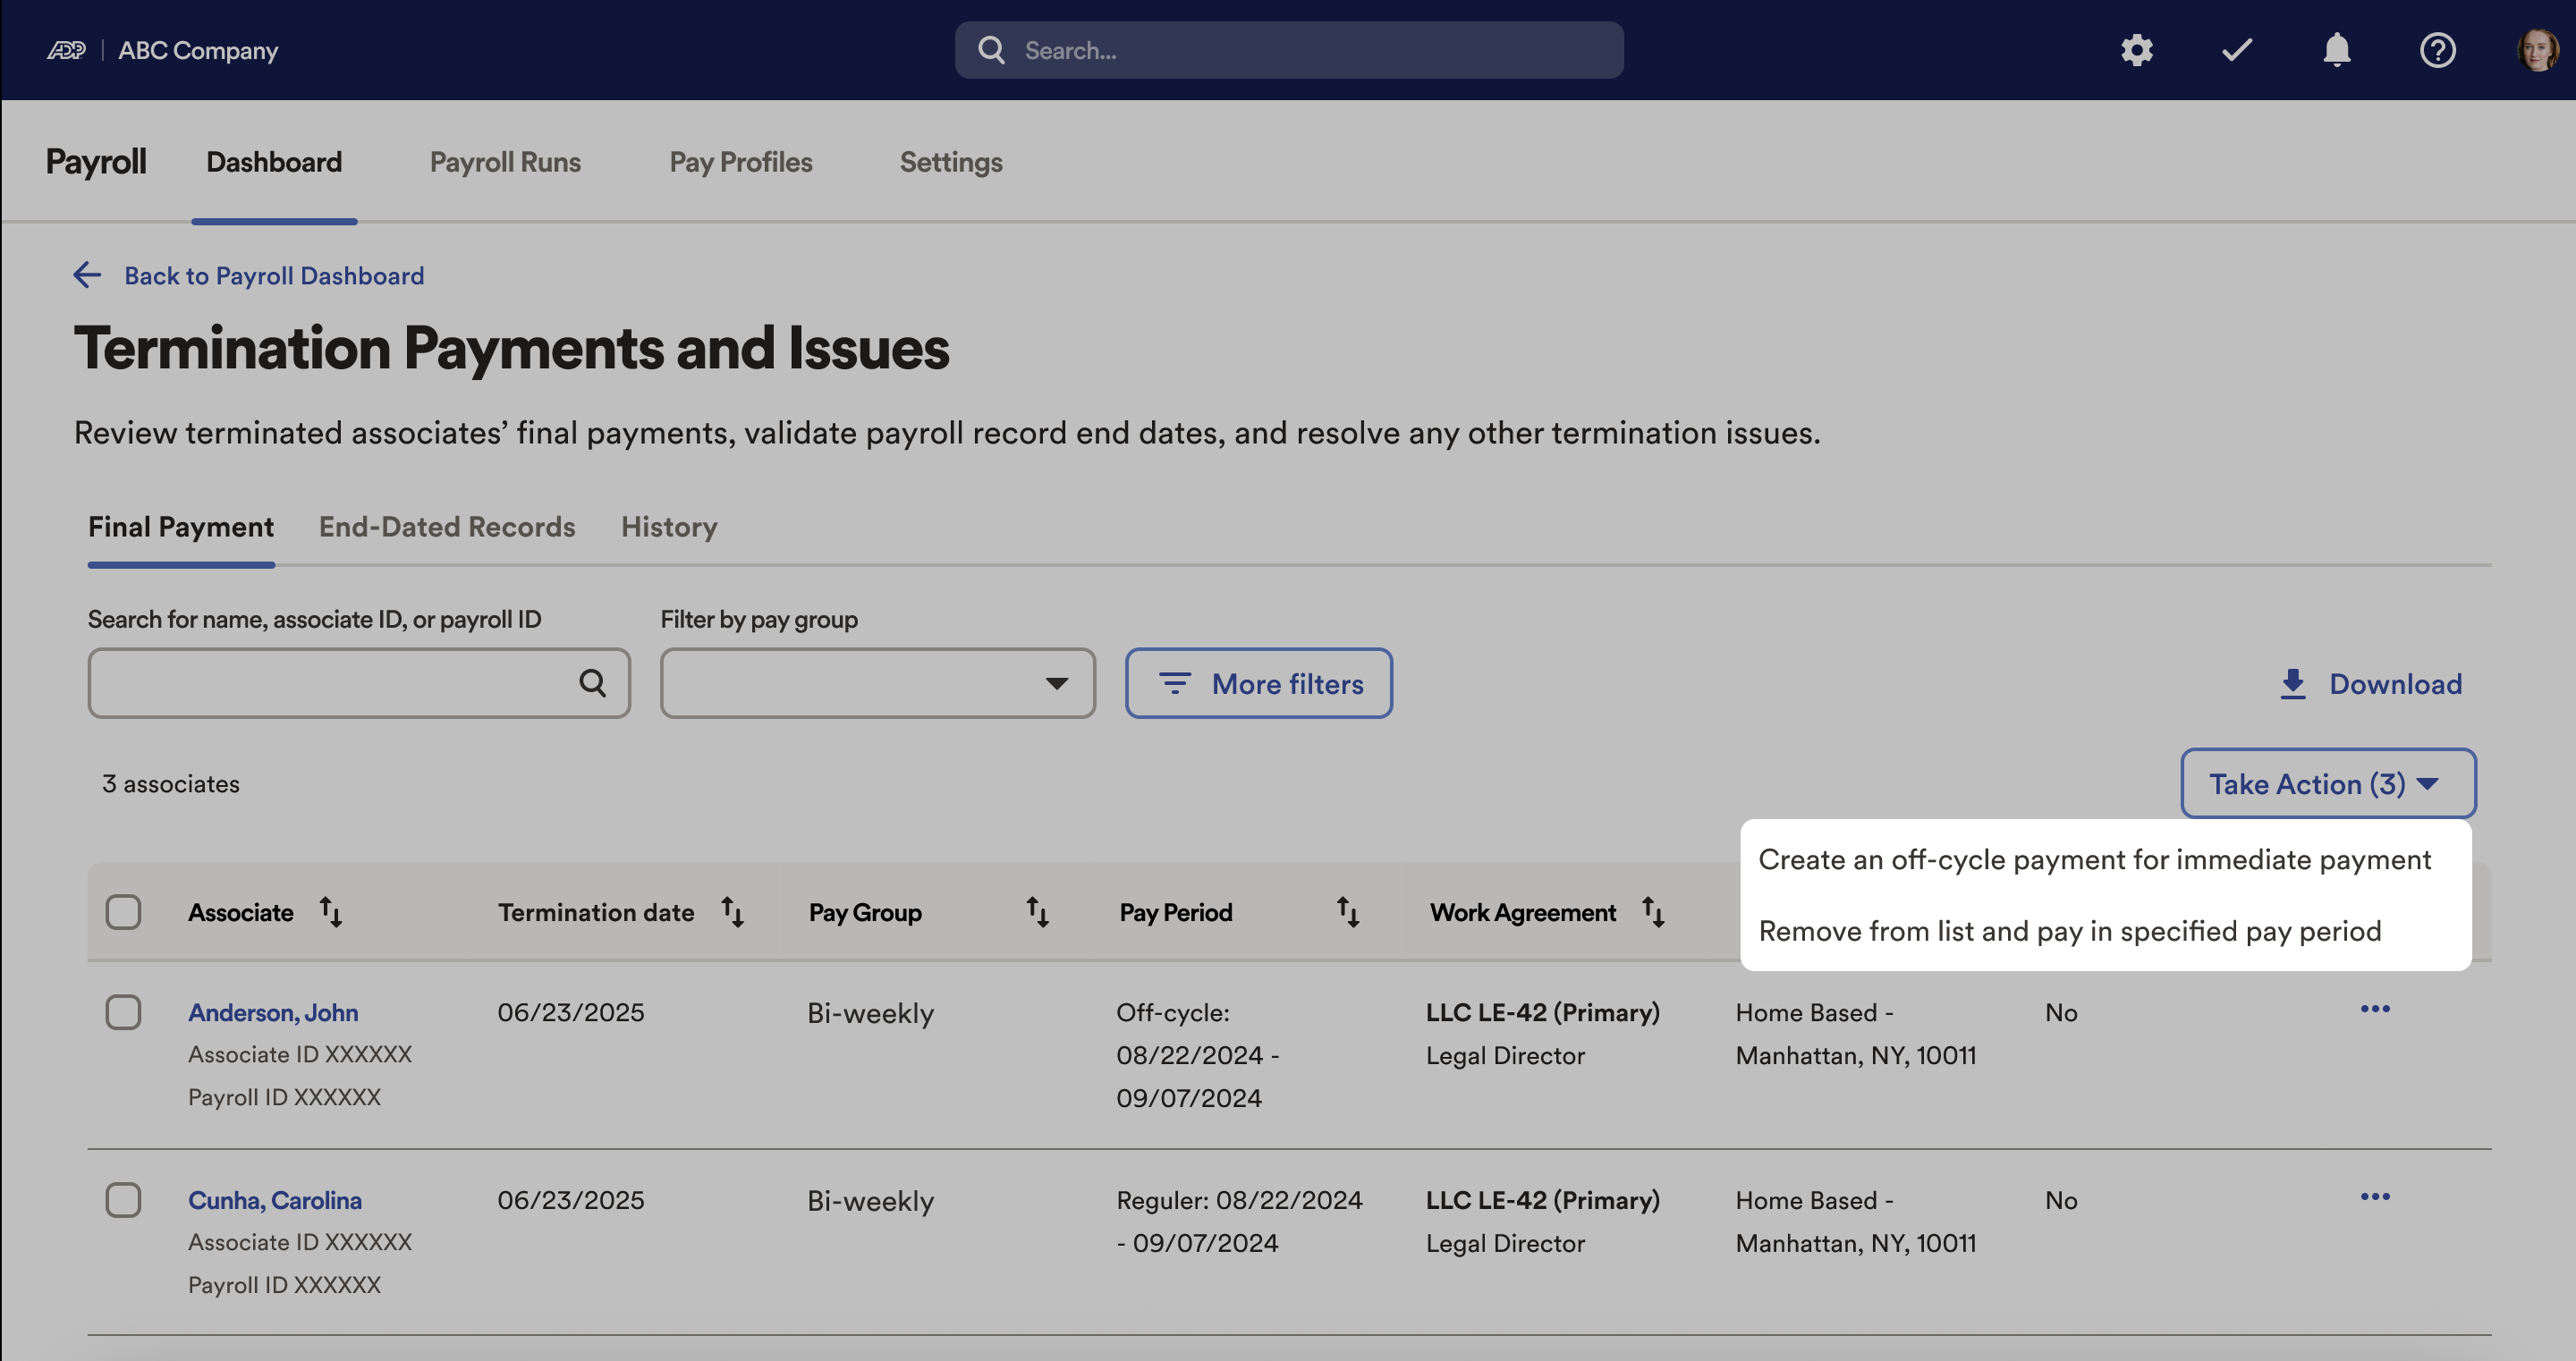 ADP | ABC Company
Search...
Payroll
Dashboard
Payroll Runs
Pay Profiles
Settings
Back to Payroll Dashboard
Termination Payments and Issues
Review terminated associates’ final payments, validate payroll record end dates, and resolve any other termination issues.
Final Payment
End-Dated Records
History
Search for name, associate ID, or payroll ID
Filter by pay group
More filters
Download
3 associates
Take Action (3)
Create an off-cycle payment for immediate payment
Remove from list and pay in specified pay period
Associate
Termination date
Pay Group
Pay Period
Work Agreement
Anderson, John
Associate ID XXXXXX
Payroll ID XXXXXX
06/23/2025
Bi-weekly
Off-cycle:
08/22/2024 -
09/07/2024
LLC LE-42 (Primary)
Legal Director
Home Based -
Manhattan, NY, 10011
No
Cunha, Carolina
Associate ID XXXXXX
Payroll ID XXXXXX
06/23/2025
Bi-weekly
Reguler: 08/22/2024
- 09/07/2024
LLC LE-42 (Primary)
Legal Director
Home Based -
Manhattan, NY, 10011
No